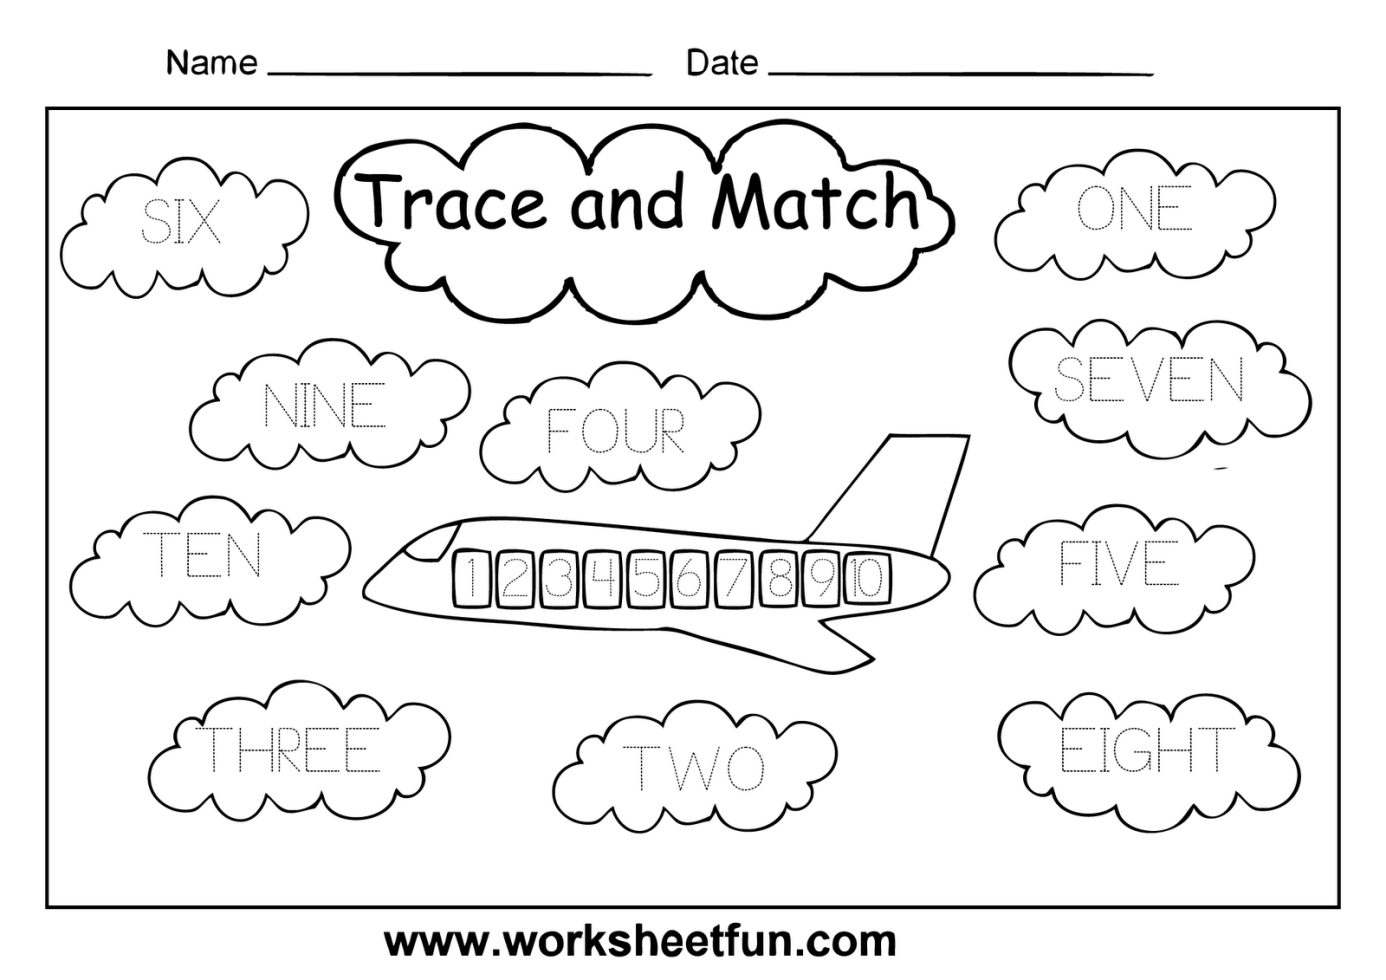 Name Date
Trace and Match
SIX
ONE
NINE
FOUR
SEVEN
TEN
1 2 3 4 5 6 7 8 9 10
FIVE
THREE
TWO
EIGHT
www.worksheetfun.com